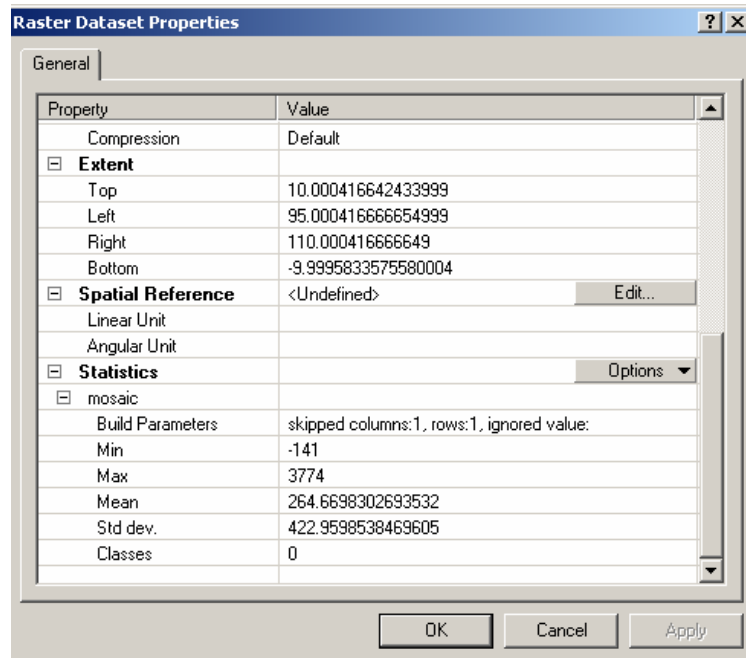 Raster Dataset Properties
General
Property Value
Compression Default
Extent
Top 10.000416642433999
Left 95.000416666654999
Right 110.000416666649
Bottom -9.9995833575580004
Spatial Reference <Undefined> Edit...
Linear Unit
Angular Unit
Statistics Options
mosaic
Build Parameters skipped columns:1, rows:1, ignored value:
Min -141
Max 3774
Mean 264.6698302693532
Std dev. 422.9598538469605
Classes 0
OK Cancel Apply